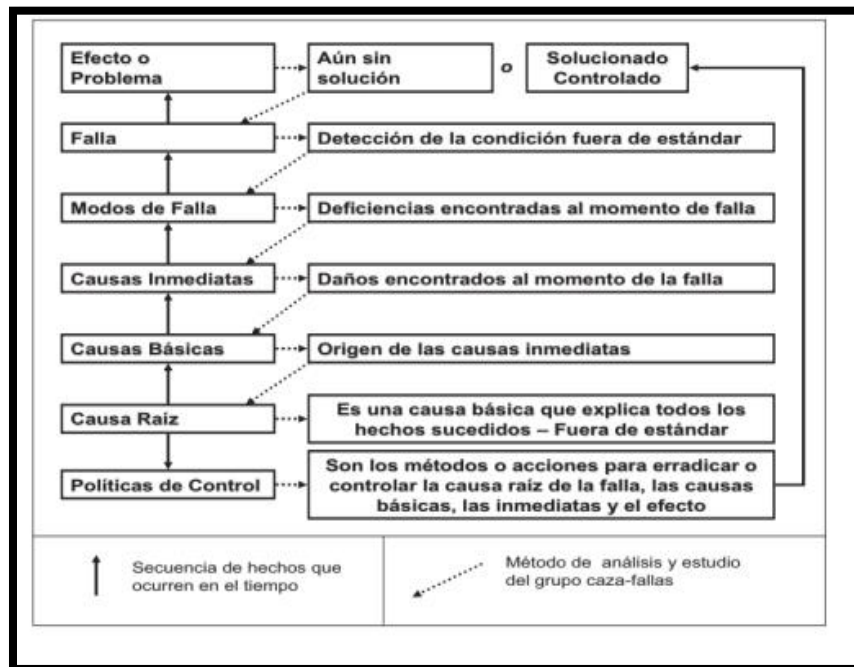 Efecto o
Problema
Aún sin
solución
o
Solucionado
Controlado
Falla
Detección de la condición fuera de estándar
Modos de Falla
Deficiencias encontradas al momento de falla
Causas Inmediatas
Daños encontrados al momento de la falla
Causas Básicas
Origen de las causas inmediatas
Causa Raiz
Es una causa básica que explica todos los
hechos sucedidos – Fuera de estándar
Políticas de Control
Son los métodos o acciones para erradicar o
controlar la causa raiz de la falla, las causas
básicas, las inmediatas y el efecto
Secuencia de hechos que
ocurren en el tiempo
Método de análisis y estudio
del grupo caza-fallas